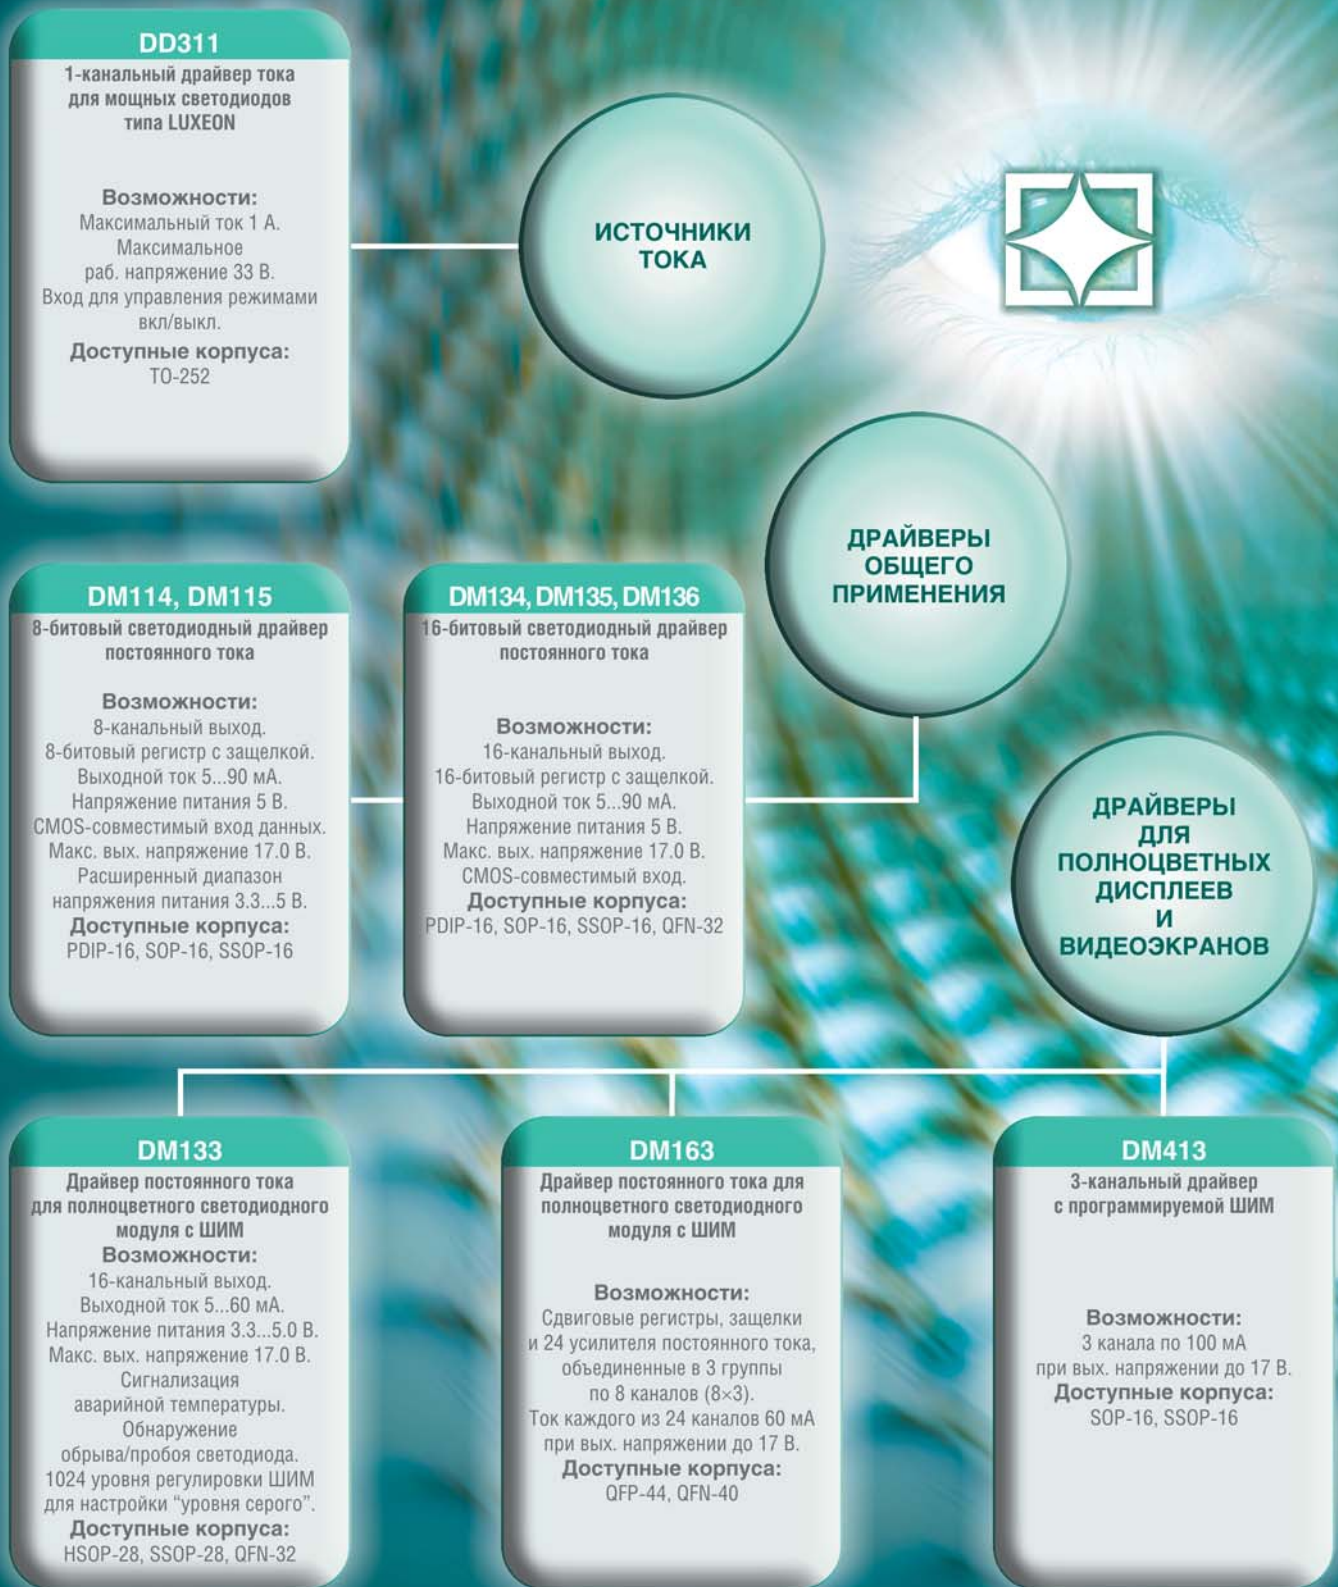 DD311
1-канальный драйвер тока
для мощных светодиодов
типа LUXEON
Возможности:
Максимальный ток 1 А.
Максимальное
раб. напряжение 33 В.
Вход для управления режимами
вкл/выкл.
Доступные корпуса:
TO-252
ИСТОЧНИКИ
ТОКА
ДРАЙВЕРЫ
ОБЩЕГО
ПРИМЕНЕНИЯ
DM114, DM115
8-битовый светодиодный драйвер
постоянного тока
Возможности:
8-канальный выход.
8-битовый регистр с защелкой.
Выходной ток 5...90 мА.
Напряжение питания 5 В.
CMOS-совместимый вход данных.
Макс. вых. напряжение 17.0 В.
Расширенный диапазон
напряжения питания 3.3...5 В.
Доступные корпуса:
PDIP-16, SOP-16, SSOP-16
DM134, DM135, DM136
16-битовый светодиодный драйвер
постоянного тока
Возможности:
16-канальный выход.
16-битовый регистр с защелкой.
Выходной ток 5...90 мА.
Напряжение питания 5 В.
Макс. вых. напряжение 17.0 В.
CMOS-совместимый вход.
Доступные корпуса:
PDIP-16, SOP-16, SSOP-16, QFN-32
ДРАЙВЕРЫ
ДЛЯ
ПОЛНОЦВЕТНЫХ
ДИСПЛЕЕВ
И
ВИДЕОЭКРАНОВ
DM133
Драйвер постоянного тока
для полноцветного светодиодного
модуля с ШИМ
Возможности:
16-канальный выход.
Выходной ток 5...60 мА.
Напряжение питания 3.3...5.0 В.
Макс. вых. напряжение 17.0 В.
Сигнализация
аварийной температуры.
Обнаружение
обрыва/пробоя светодиода.
1024 уровня регулировки ШИМ
для настройки “уровня серого”.
Доступные корпуса:
HSOP-28, SSOP-28, QFN-32
DM163
Драйвер постоянного тока для
полноцветного светодиодного
модуля с ШИМ
Возможности:
Сдвиговые регистры, защелки
и 24 усилителя постоянного тока,
объединенные в 3 группы
по 8 каналов (8×3).
Ток каждого из 24 каналов 60 мА
при вых. напряжении до 17 В.
Доступные корпуса:
QFP-44, QFN-40
DM413
3-канальный драйвер
с программируемой ШИМ
Возможности:
3 канала по 100 мА
при вых. напряжении до 17 В.
Доступные корпуса:
SOP-16, SSOP-16